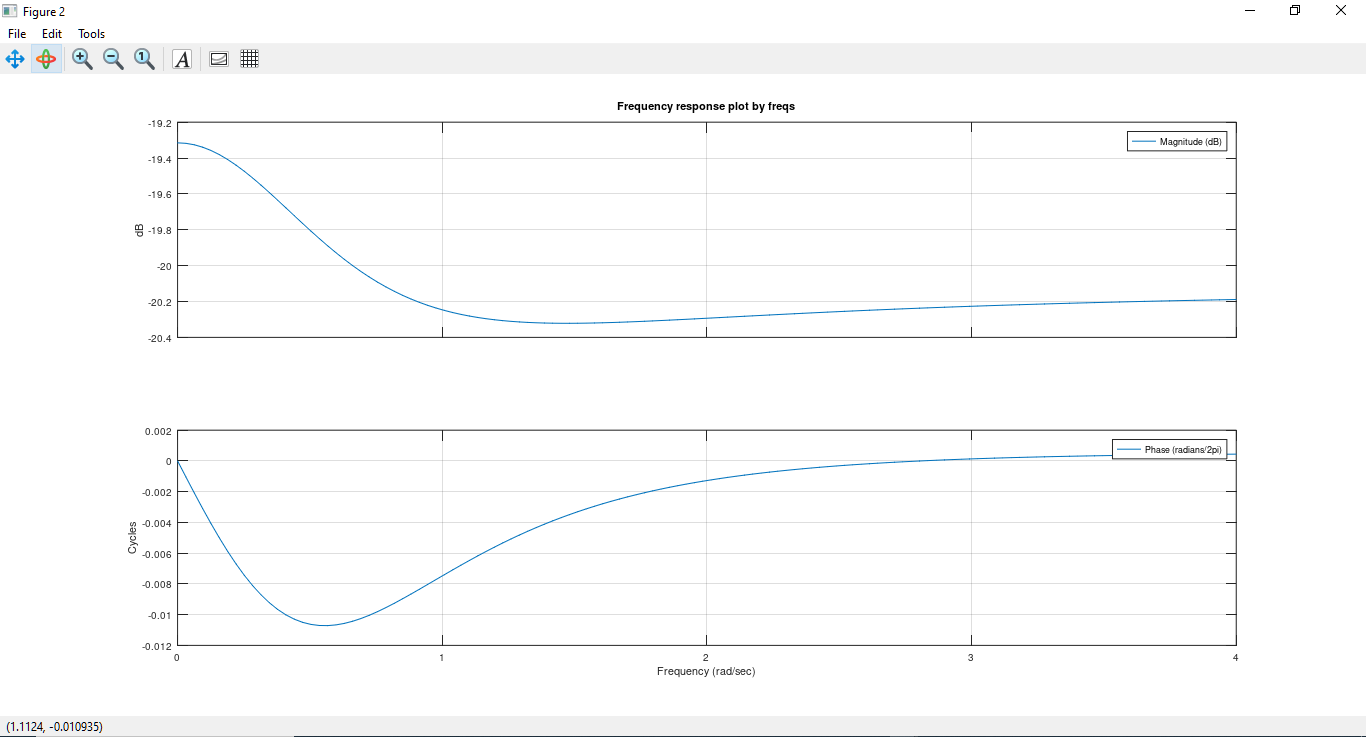 Figure 2
File Edit Tools
1 A
Frequency response plot by freqs
-19.2
-19.4
-19.6
-19.8
-20
-20.2
-20.4
dB
Magnitude (dB)
0.002
0
-0.002
-0.004
-0.006
-0.008
-0.01
-0.012
Cycles
Phase (radians/2pi)
0 1 2 3 4
Frequency (rad/sec)
(1.1124, -0.010935)